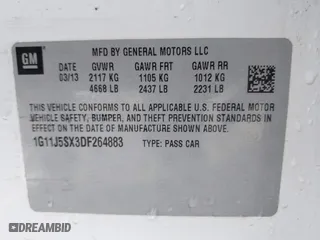 GM
MFD BY GENERAL MOTORS LLC
DATE GVWR GAWR FRT GAWR RR
03/13 2117 KG 1105 KG 1012 KG
4668 LB 2437 LB 2231 LB
THIS VEHICLE CONFORMS TO ALL APPLICABLE U.S. FEDERAL MOTOR
VEHICLE SAFETY, BUMPER, AND THEFT PREVENTION STANDARDS
IN EFFECT ON THE DATE OF MANUFACTURE SHOWN ABOVE.
1G11J5SX3DF264883 TYPE: PASS CAR
DEALERSHIP.COM